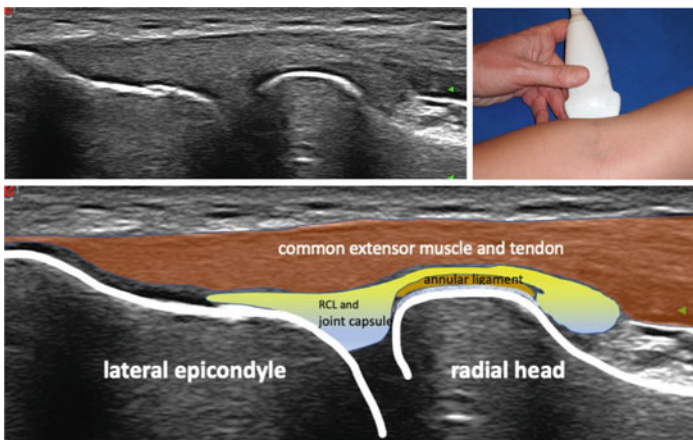 common extensor muscle and tendon
annular ligament
RCL and
joint capsule
lateral epicondyle
radial head